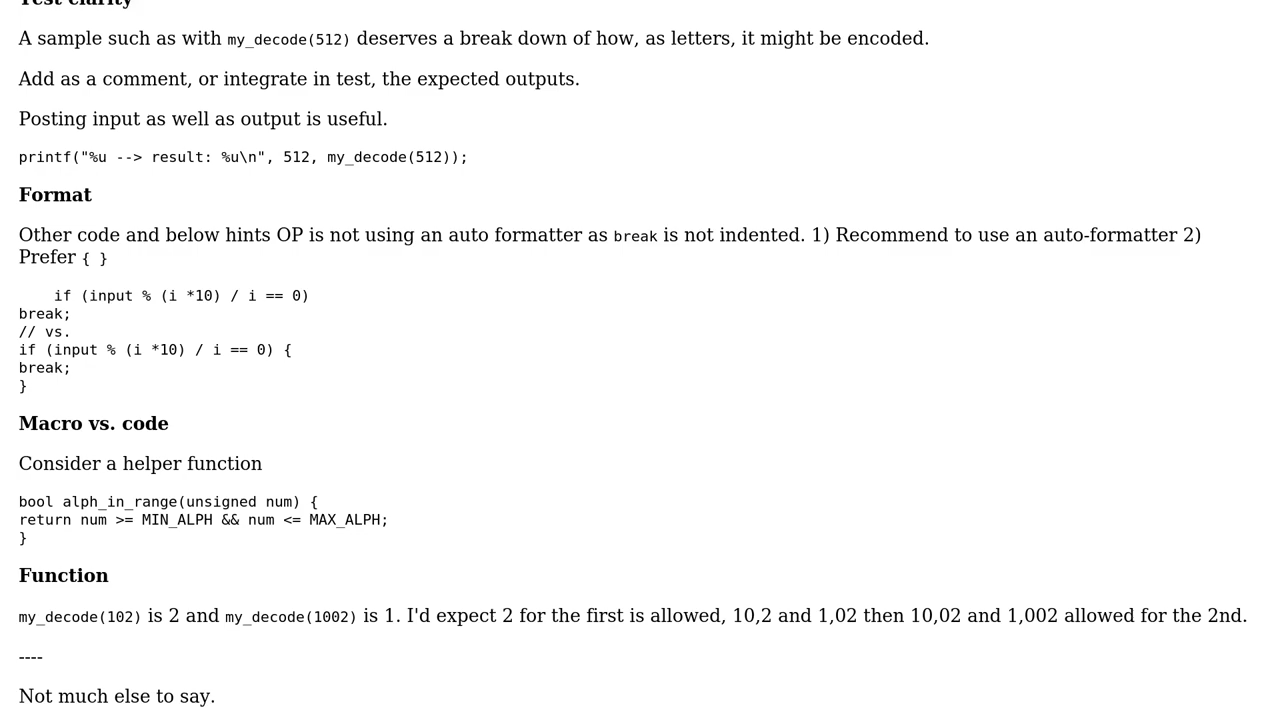 Test clarity
A sample such as with my_decode(512) deserves a break down of how, as letters, it might be encoded.
Add as a comment, or integrate in test, the expected outputs.
Posting input as well as output is useful.
printf("%u --> result: %u\n", 512, my_decode(512));
Format
Other code and below hints OP is not using an auto formatter as break is not indented. 1) Recommend to use an auto-formatter 2)
Prefer { }
    if (input % (i *10) / i == 0)
break;
// vs.
if (input % (i *10) / i == 0) {
break;
}
Macro vs. code
Consider a helper function
bool alph_in_range(unsigned num) {
return num >= MIN_ALPH && num <= MAX_ALPH;
}
Function
my_decode(102) is 2 and my_decode(1002) is 1. I'd expect 2 for the first is allowed, 10,2 and 1,02 then 10,02 and 1,002 allowed for the 2nd.
----
Not much else to say.